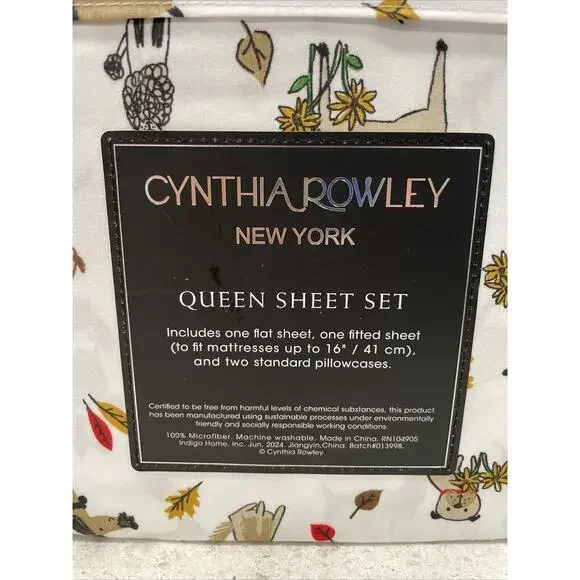 CYNTHIA ROWLEY
NEW YORK
QUEEN SHEET SET
Includes one flat sheet, one fitted sheet
(to fit mattresses up to 16" / 41 cm),
and two standard pillowcases.
Certified to be free from harmful levels of chemical substances, this product
has been manufactured using sustainable processes under environmentally
friendly and socially responsible working conditions.
100% Microfiber. Machine washable. Made in China. RN104905
Indigo Home, Inc. Jun, 2024. Jiangyin,China. Batch#013998.
© Cynthia Rowley